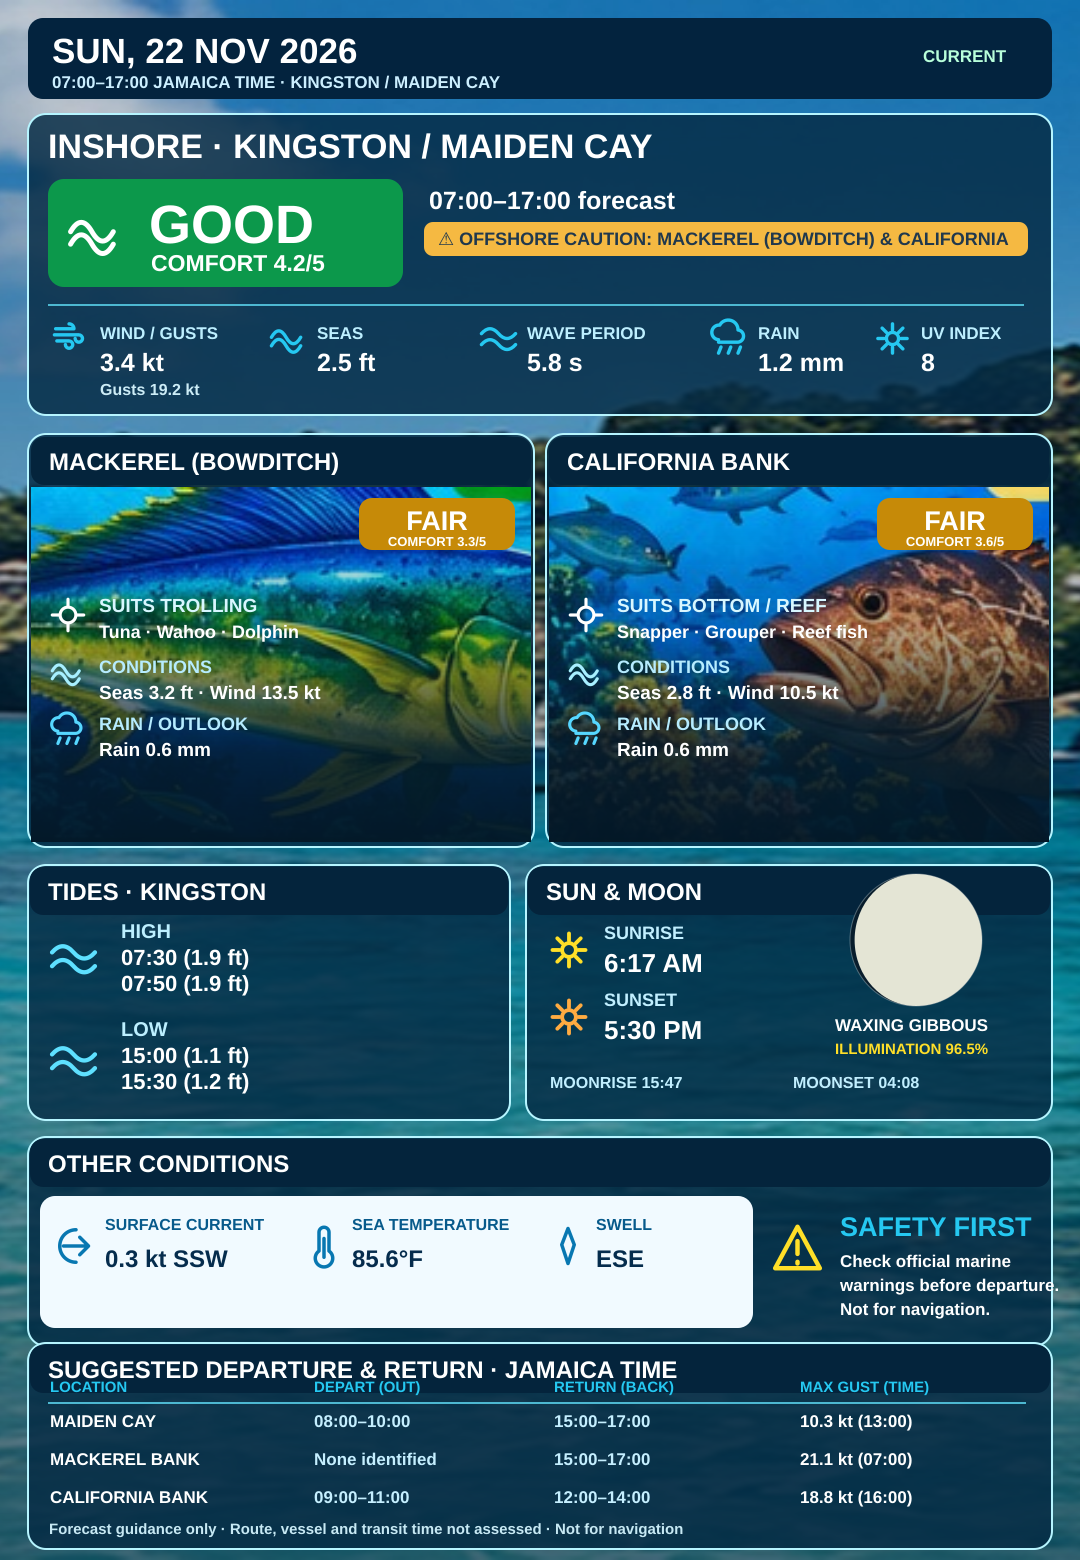 SUN, 22 NOV 2026
07:00–17:00 JAMAICA TIME · KINGSTON / MAIDEN CAY
CURRENT
INSHORE · KINGSTON / MAIDEN CAY
GOOD
COMFORT 4.2/5
07:00–17:00 forecast
⚠ OFFSHORE CAUTION: MACKEREL (BOWDITCH) & CALIFORNIA
WIND / GUSTS
3.4 kt
Gusts 19.2 kt
SEAS
2.5 ft
WAVE PERIOD
5.8 s
RAIN
1.2 mm
UV INDEX
8
MACKEREL (BOWDITCH)
FAIR
COMFORT 3.3/5
SUITS TROLLING
Tuna · Wahoo · Dolphin
CONDITIONS
Seas 3.2 ft · Wind 13.5 kt
RAIN / OUTLOOK
Rain 0.6 mm
CALIFORNIA BANK
FAIR
COMFORT 3.6/5
SUITS BOTTOM / REEF
Snapper · Grouper · Reef fish
CONDITIONS
Seas 2.8 ft · Wind 10.5 kt
RAIN / OUTLOOK
Rain 0.6 mm
TIDES · KINGSTON
HIGH
07:30 (1.9 ft)
07:50 (1.9 ft)
LOW
15:00 (1.1 ft)
15:30 (1.2 ft)
SUN & MOON
SUNRISE
6:17 AM
SUNSET
5:30 PM
WAXING GIBBOUS
ILLUMINATION 96.5%
MOONRISE 15:47
MOONSET 04:08
OTHER CONDITIONS
SURFACE CURRENT
0.3 kt SSW
SEA TEMPERATURE
85.6°F
SWELL
ESE
SAFETY FIRST
Check official marine
warnings before departure.
Not for navigation.
SUGGESTED DEPARTURE & RETURN · JAMAICA TIME
LOCATION DEPART (OUT) RETURN (BACK) MAX GUST (TIME)
MAIDEN CAY 08:00–10:00 15:00–17:00 10.3 kt (13:00)
MACKEREL BANK None identified 15:00–17:00 21.1 kt (07:00)
CALIFORNIA BANK 09:00–11:00 12:00–14:00 18.8 kt (16:00)
Forecast guidance only · Route, vessel and transit time not assessed · Not for navigation